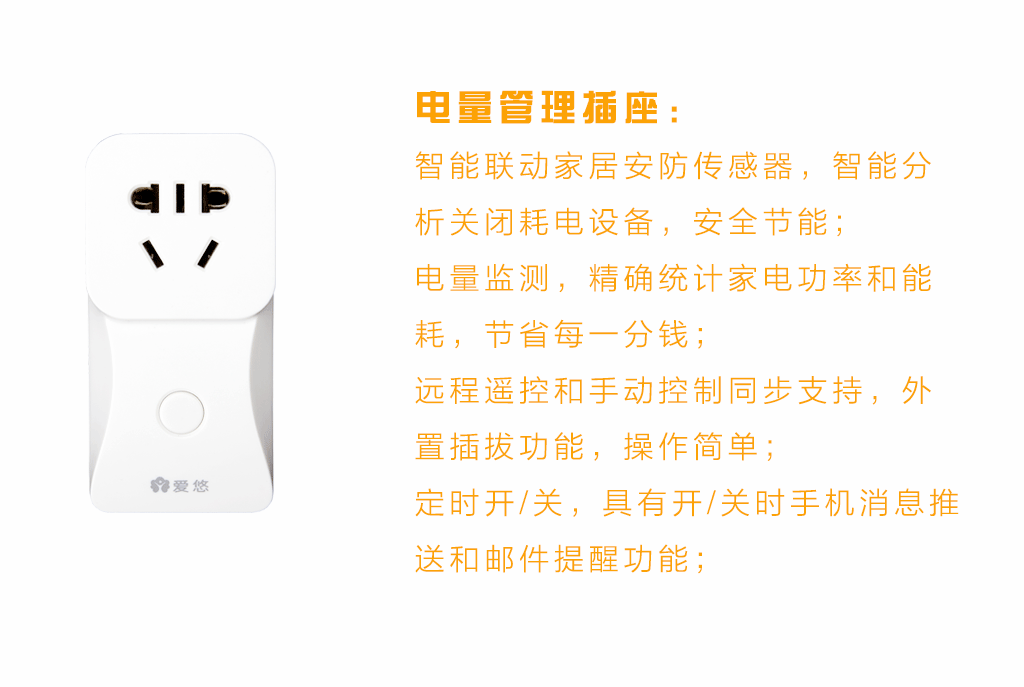 电量管理插座：
智能联动家居安防传感器，智能分
析关闭耗电设备，安全节能；
电量监测，精确统计家电功率和能
耗，节省每一分钱；
远程遥控和手动控制同步支持，外
置插拔功能，操作简单；
定时开/关，具有开/关时手机消息推
送和邮件提醒功能；
爱悠